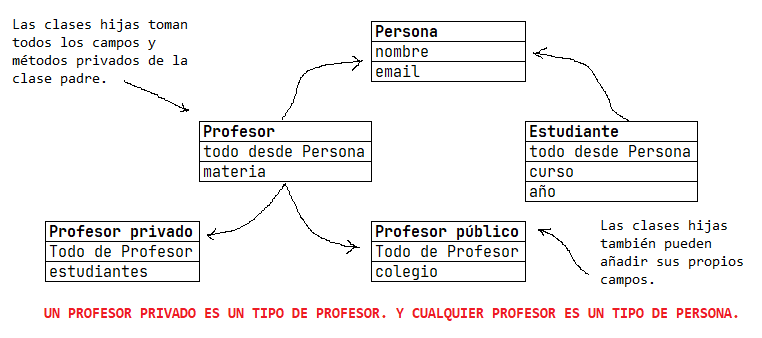 Las clases hijas toman
todos los campos y
métodos privados de la
clase padre.
Persona
nombre
email
Profesor
todo desde Persona
materia
Estudiante
todo desde Persona
curso
año
Profesor privado
Todo de Profesor
estudiantes
Profesor público
Todo de Profesor
colegio
Las clases hijas
también pueden
añadir sus propios
campos.
UN PROFESOR PRIVADO ES UN TIPO DE PROFESOR. Y CUALQUIER PROFESOR ES UN TIPO DE PERSONA.